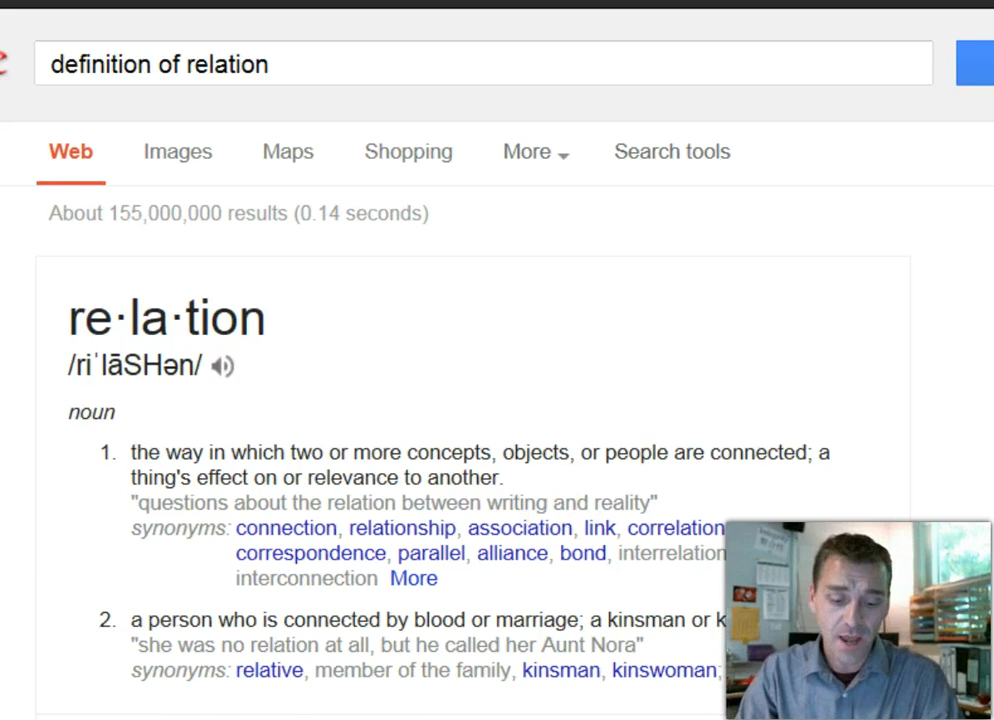 definition of relation
Web Images Maps Shopping More Search tools
About 155,000,000 results (0.14 seconds)
re·la·tion
/riˈlāSHən/
noun
1. the way in which two or more concepts, objects, or people are connected; a
thing's effect on or relevance to another.
"questions about the relation between writing and reality"
synonyms: connection, relationship, association, link, correlation
correspondence, parallel, alliance, bond, interrelation
interconnection More
2. a person who is connected by blood or marriage; a kinsman or k
"she was no relation at all, but he called her Aunt Nora"
synonyms: relative, member of the family, kinsman, kinswoman;